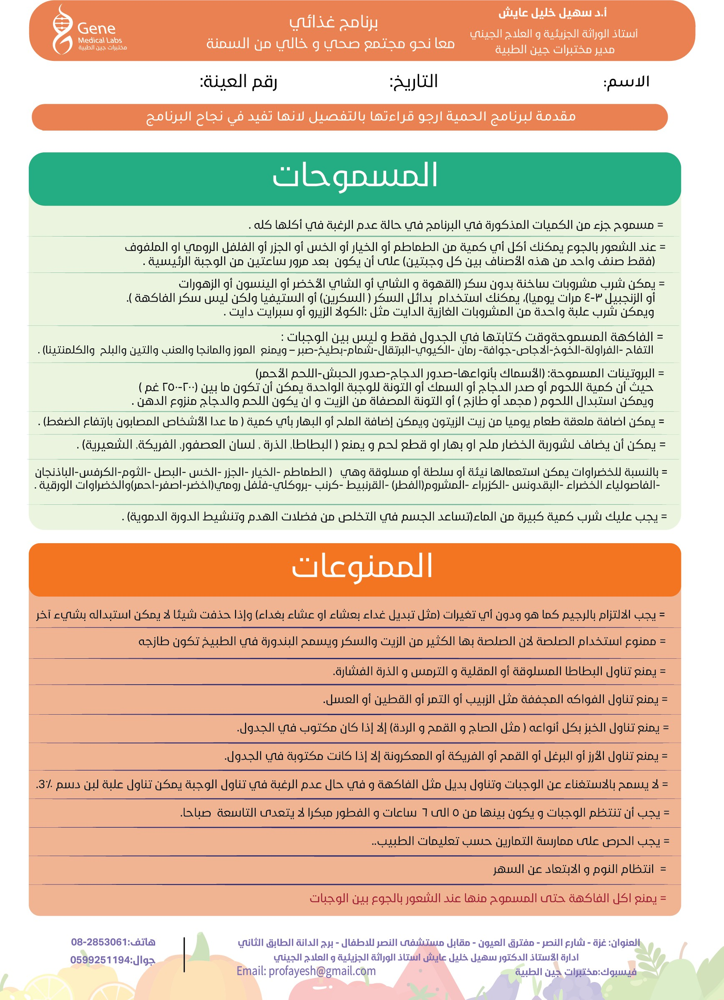 أ.د سهيل خليل عايش
أستاذ الوراثة الجزيئية و العلاج الجيني
مدير مختبرات جين الطبية
برنامج غذائي
معا نحو مجتمع صحي و خالي من السمنة
Gene
Medical Labs
مختبرات جين الطبية
الاسم: التاريخ: رقم العينة:
مقدمة لبرنامج الحمية ارجو قراءتها بالتفصيل لانها تفيد في نجاح البرنامج
المسموحات
= مسموح جزء من الكميات المذكورة في البرنامج في حالة عدم الرغبة في أكلها كله .
= عند الشعور بالجوع يمكنك أكل أي كمية من الطماطم أو الخيار أو الخس أو الجزر أو الفلفل الرومي او الملفوف
(فقط صنف واحد من هذه الأصناف بين كل وجبتين) على أن يكون بعد مرور ساعتين من الوجبة الرئيسية .
= يمكن شرب مشروبات ساخنة بدون سكر (القهوة و الشاي أو الشاي الأخضر أو الينسون أو الزهورات
أو الزنجبيل ٣-٤ مرات يوميا)، يمكنك استخدام بدائل السكر ( السكرين) أو الستيفيا ولكن ليس سكر الفاكهة ).
ويمكن شرب علبة واحدة من المشروبات الغازية الدايت مثل :الكولا الزيرو أو سبرايت دايت .
= الفاكهة المسموحةوقت كتابتها في الجدول فقط و ليس بين الوجبات :
التفاح -الفراولة-الخوخ-الاجاص-جوافة- رمان -الكيوي-البرتقال-شمام-بطيخ-صبر – ويمنع الموز والمانجا والعنب والتين والبلح والكلمنتينا) .
= البروتينات المسموحة: (الأسماك بأنواعها-صدور الدجاج-صدور الحبش-اللحم الأحمر)
حيث أن كمية اللحوم أو صدر الدجاج أو السمك أو التونة للوجبة الواحدة يمكن أن تكون ما بين (٢٠٠-٢٥٠ غم )
ويمكن استبدال اللحوم ( مجمد أو طازج ) أو التونة المصفاة من الزيت و ان يكون اللحم والدجاج منزوع الدهن .
= يمكن اضافة ملعقة طعام يوميا من زيت الزيتون ويمكن إضافة الملح أو البهار بأي كمية ( ما عدا الأشخاص المصابون بارتفاع الضغط) .
= يمكن أن يضاف لشوربة الخضار ملح او بهار او قطع لحم و يمنع ( البطاطا, الذرة , لسان العصفور, الفريكة, الشعيرية) .
= بالنسبة للخضراوات يمكن استعمالها نيئة أو سلطة أو مسلوقة وهي ( الطماطم -الخيار -الجزر -الخس -البصل -الثوم-الكرفس-الباذنجان
-الفاصولياء الخضراء -البقدونس -الكزبراء -المشروم(الفطر) -القرنبيط -كرنب -بروكلي-فلفل رومي(اخضر-اصفر-احمر)والخضراوات الورقية .
= يجب عليك شرب كمية كبيرة من الماء(تساعد الجسم في التخلص من فضلات الهدم وتنشيط الدورة الدموية) .
الممنوعات
= يجب الالتزام بالرجيم كما هو ودون أي تغيرات (مثل تبديل غداء بعشاء او عشاء بغداء) وإذا حذفت شيئا لا يمكن استبداله بشيء آخر
= ممنوع استخدام الصلصة لان الصلصة بها الكثير من الزيت والسكر ويسمح البندورة في الطبيخ تكون طازجه
= يمنع تناول البطاطا المسلوقة أو المقلية و الترمس و الذرة الفشارة.
= يمنع تناول الفواكه المجففة مثل الزبيب أو التمر أو القطين أو العسل.
= يمنع تناول الخبز بكل أنواعه ( مثل الصاج و القمح و الردة) إلا إذا كان مكتوب في الجدول.
= يمنع تناول الأرز أو البرغل أو القمح أو الفريكة أو المعكرونة إلا إذا كانت مكتوبة في الجدول.
= لا يسمح بالاستغناء عن الوجبات وتناول بديل مثل الفاكهة و في حال عدم الرغبة في تناول الوجبة يمكن تناول علبة لبن دسم 3٪.
= يجب أن تنتظم الوجبات و يكون بينها من ٥ الى ٦ ساعات و الفطور مبكرا لا يتعدى التاسعة صباحا.
= يجب الحرص على ممارسة التمارين حسب تعليمات الطبيب..
= انتظام النوم و الابتعاد عن السهر
= يمنع اكل الفاكهة حتى المسموح منها عند الشعور بالجوع بين الوجبات
العنوان: غزة - شارع النصر - مفترق العيون - مقابل مستشفى النصر للاطفال - برج الدانة الطابق الثاني
ادارة الأستاذ الدكتور سهيل خليل عايش استاذ الوراثة الجزيئية و العلاج الجيني
فيسبوك:مختبرات جين الطبية Email: profayesh@gmail.com
هاتف:08-2853061
جوال:0599251194